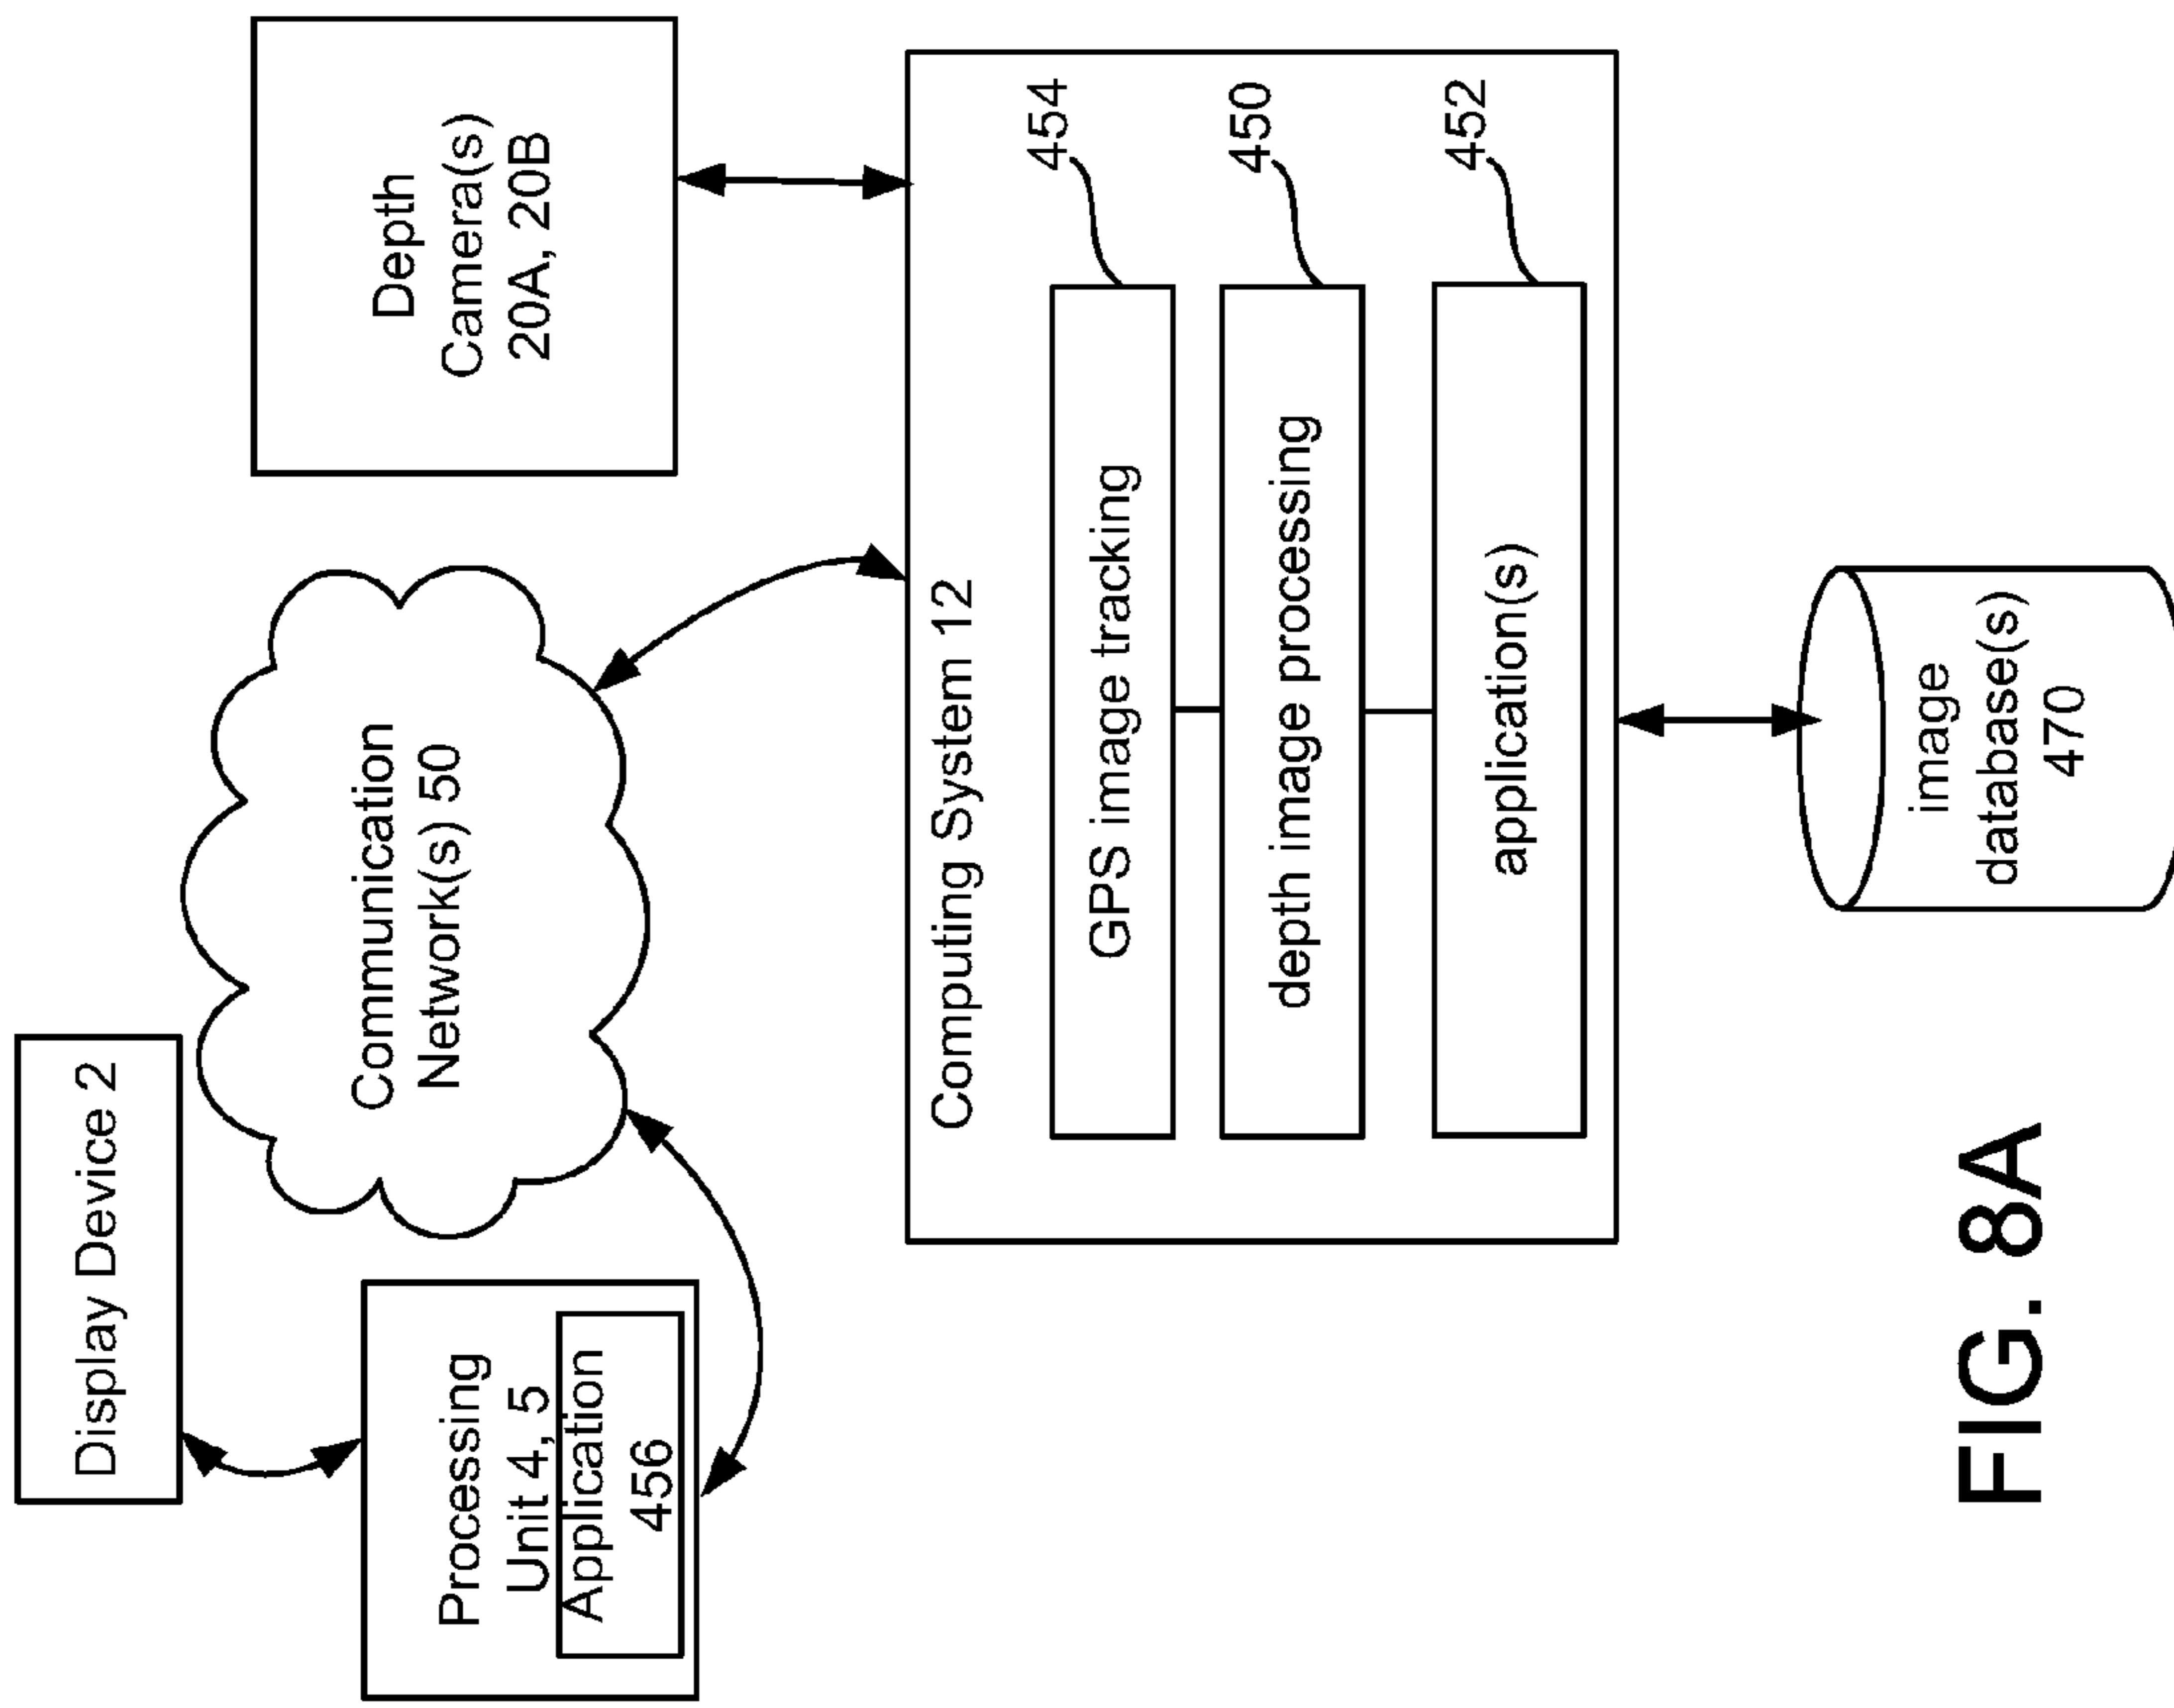 Display Device 2
Processing
Unit 4, 5
Application
456
Communication
Network(s) 50
Depth
Camera(s)
20A, 20B
Computing System 12
GPS image tracking
454
depth image processing
450
application(s)
452
image
database(s)
470
FIG. 8A